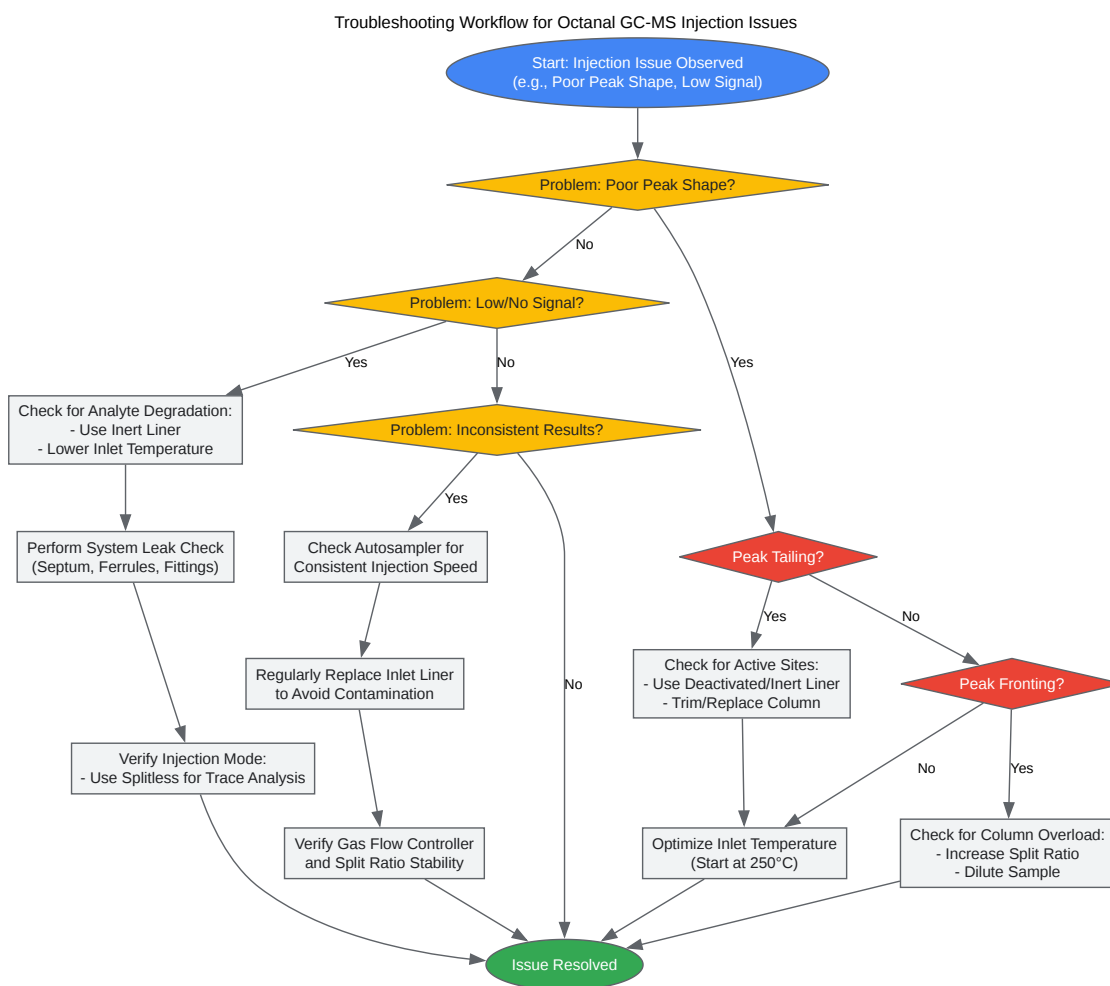 Troubleshooting Workflow for Octanal GC-MS Injection Issues
Start: Injection Issue Observed
(e.g., Poor Peak Shape, Low Signal)
Problem: Poor Peak Shape?
No
Problem: Low/No Signal?
Yes
Yes
No
Check for Analyte Degradation:
- Use Inert Liner
- Lower Inlet Temperature
Problem: Inconsistent Results?
Yes
Perform System Leak Check
(Septum, Ferrules, Fittings)
Check Autosampler for
Consistent Injection Speed
Peak Tailing?
Yes
No
Regularly Replace Inlet Liner
to Avoid Contamination
No
Check for Active Sites:
- Use Deactivated/Inert Liner
- Trim/Replace Column
Peak Fronting?
Verify Injection Mode:
- Use Splitless for Trace Analysis
No
Yes
Verify Gas Flow Controller
and Split Ratio Stability
Optimize Inlet Temperature
(Start at 250°C)
Check for Column Overload:
- Increase Split Ratio
- Dilute Sample
Issue Resolved